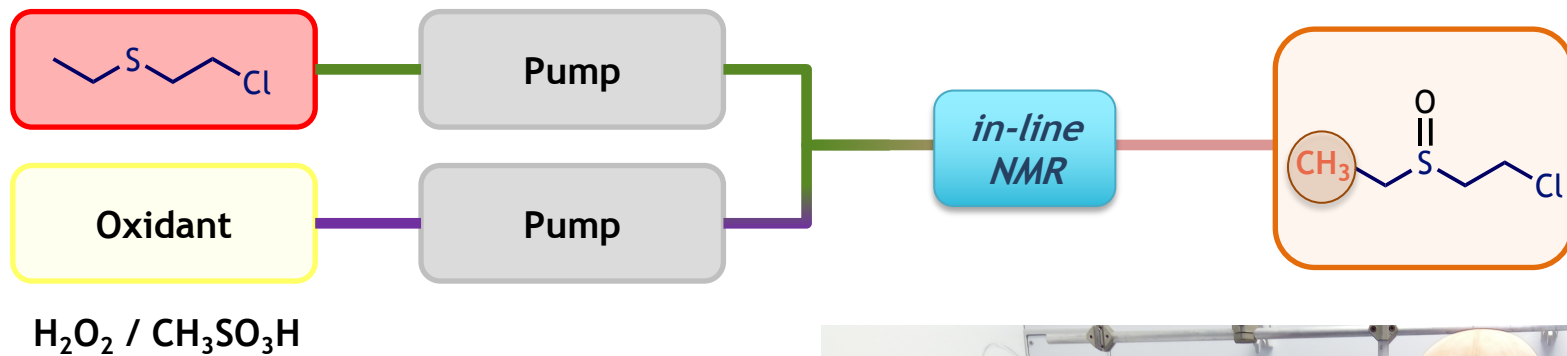 S
Cl
Pump
in-line
NMR
O
CH₃
S
Cl
Oxidant
Pump
H₂O₂ / CH₃SO₃H